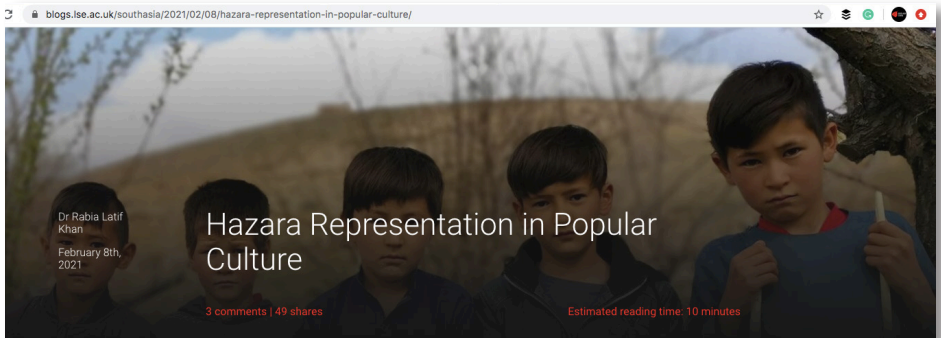 blogs.lse.ac.uk/southasia/2021/02/08/hazara-representation-in-popular-culture/
Dr Rabia Latif
Khan
February 8th,
2021
Hazara Representation in Popular
Culture
3 comments | 49 shares
Estimated reading time: 10 minutes